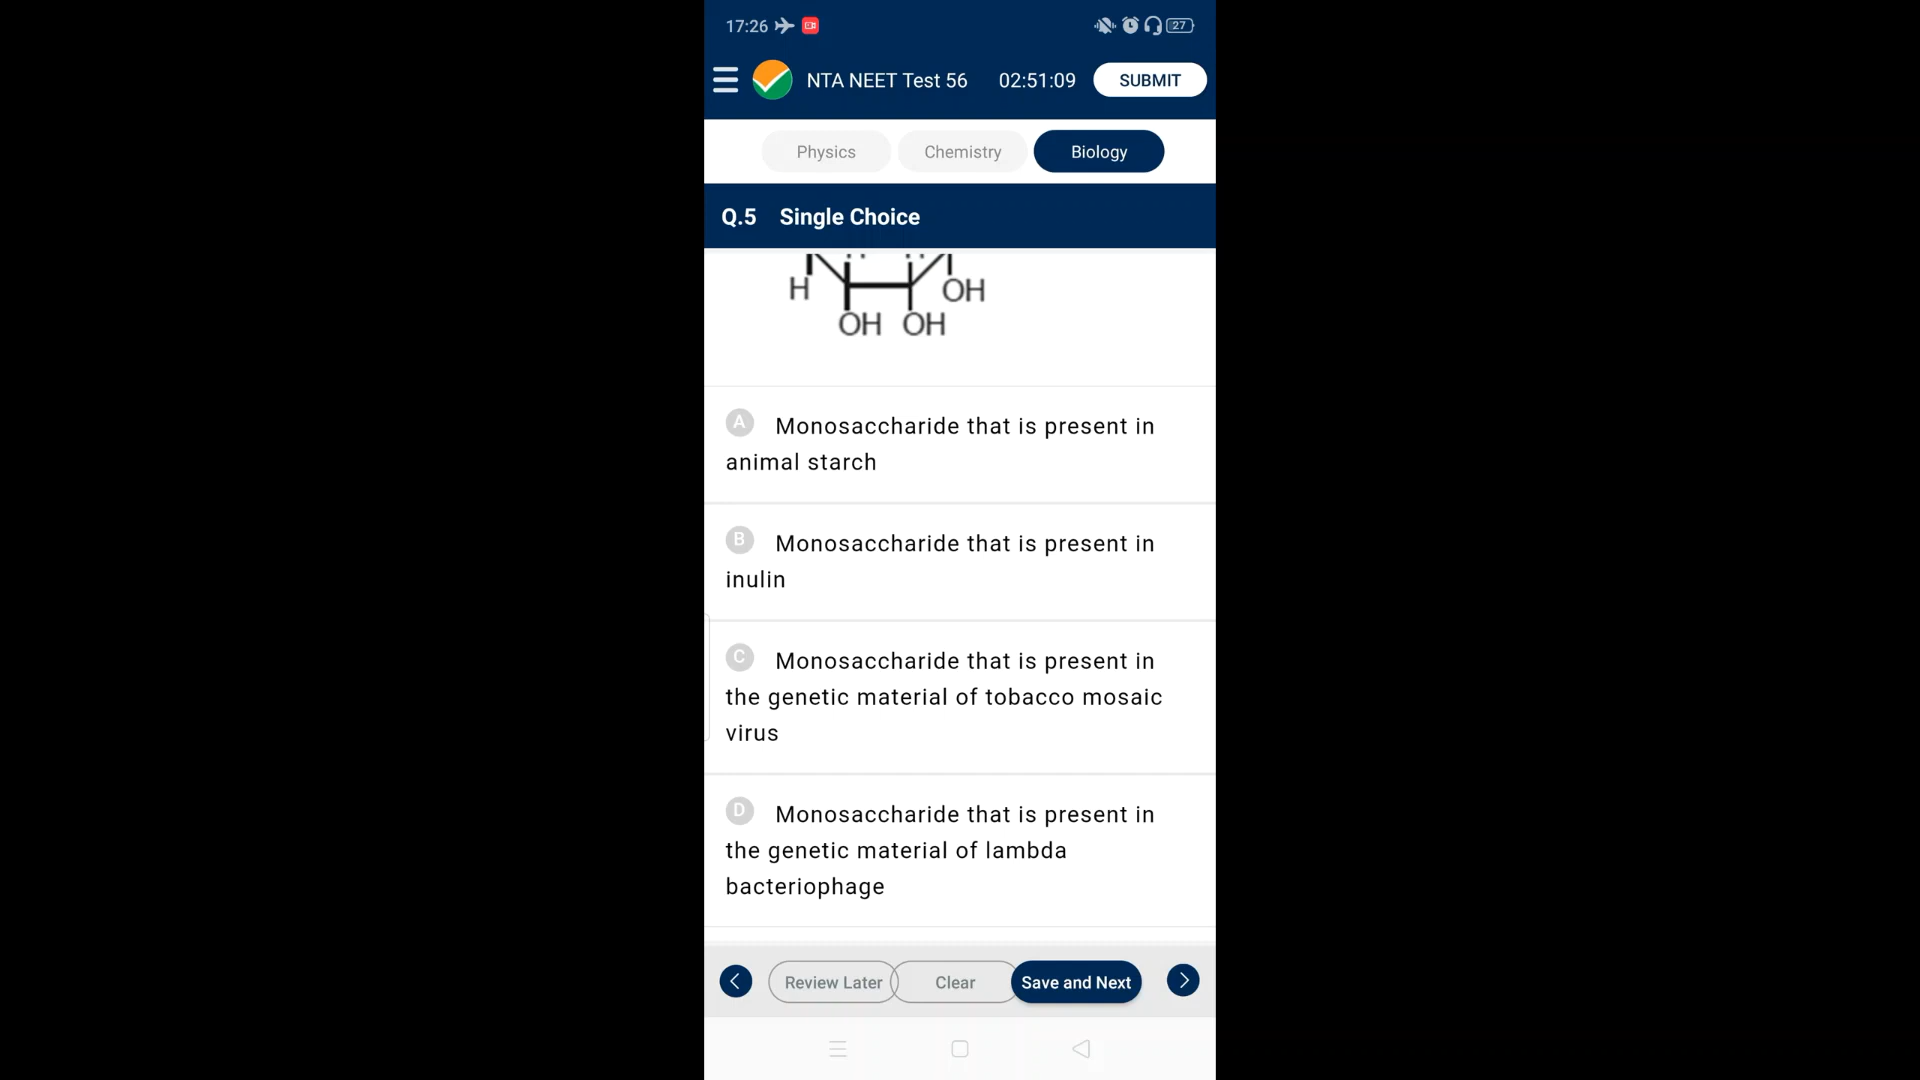 17:26 27
NTA NEET Test 56 02:51:09 SUBMIT
Physics Chemistry Biology
Q.5 Single Choice
H OH
OH OH
A Monosaccharide that is present in
animal starch
B Monosaccharide that is present in
inulin
C Monosaccharide that is present in
the genetic material of tobacco mosaic
virus
D Monosaccharide that is present in
the genetic material of lambda
bacteriophage
Review Later Clear Save and Next